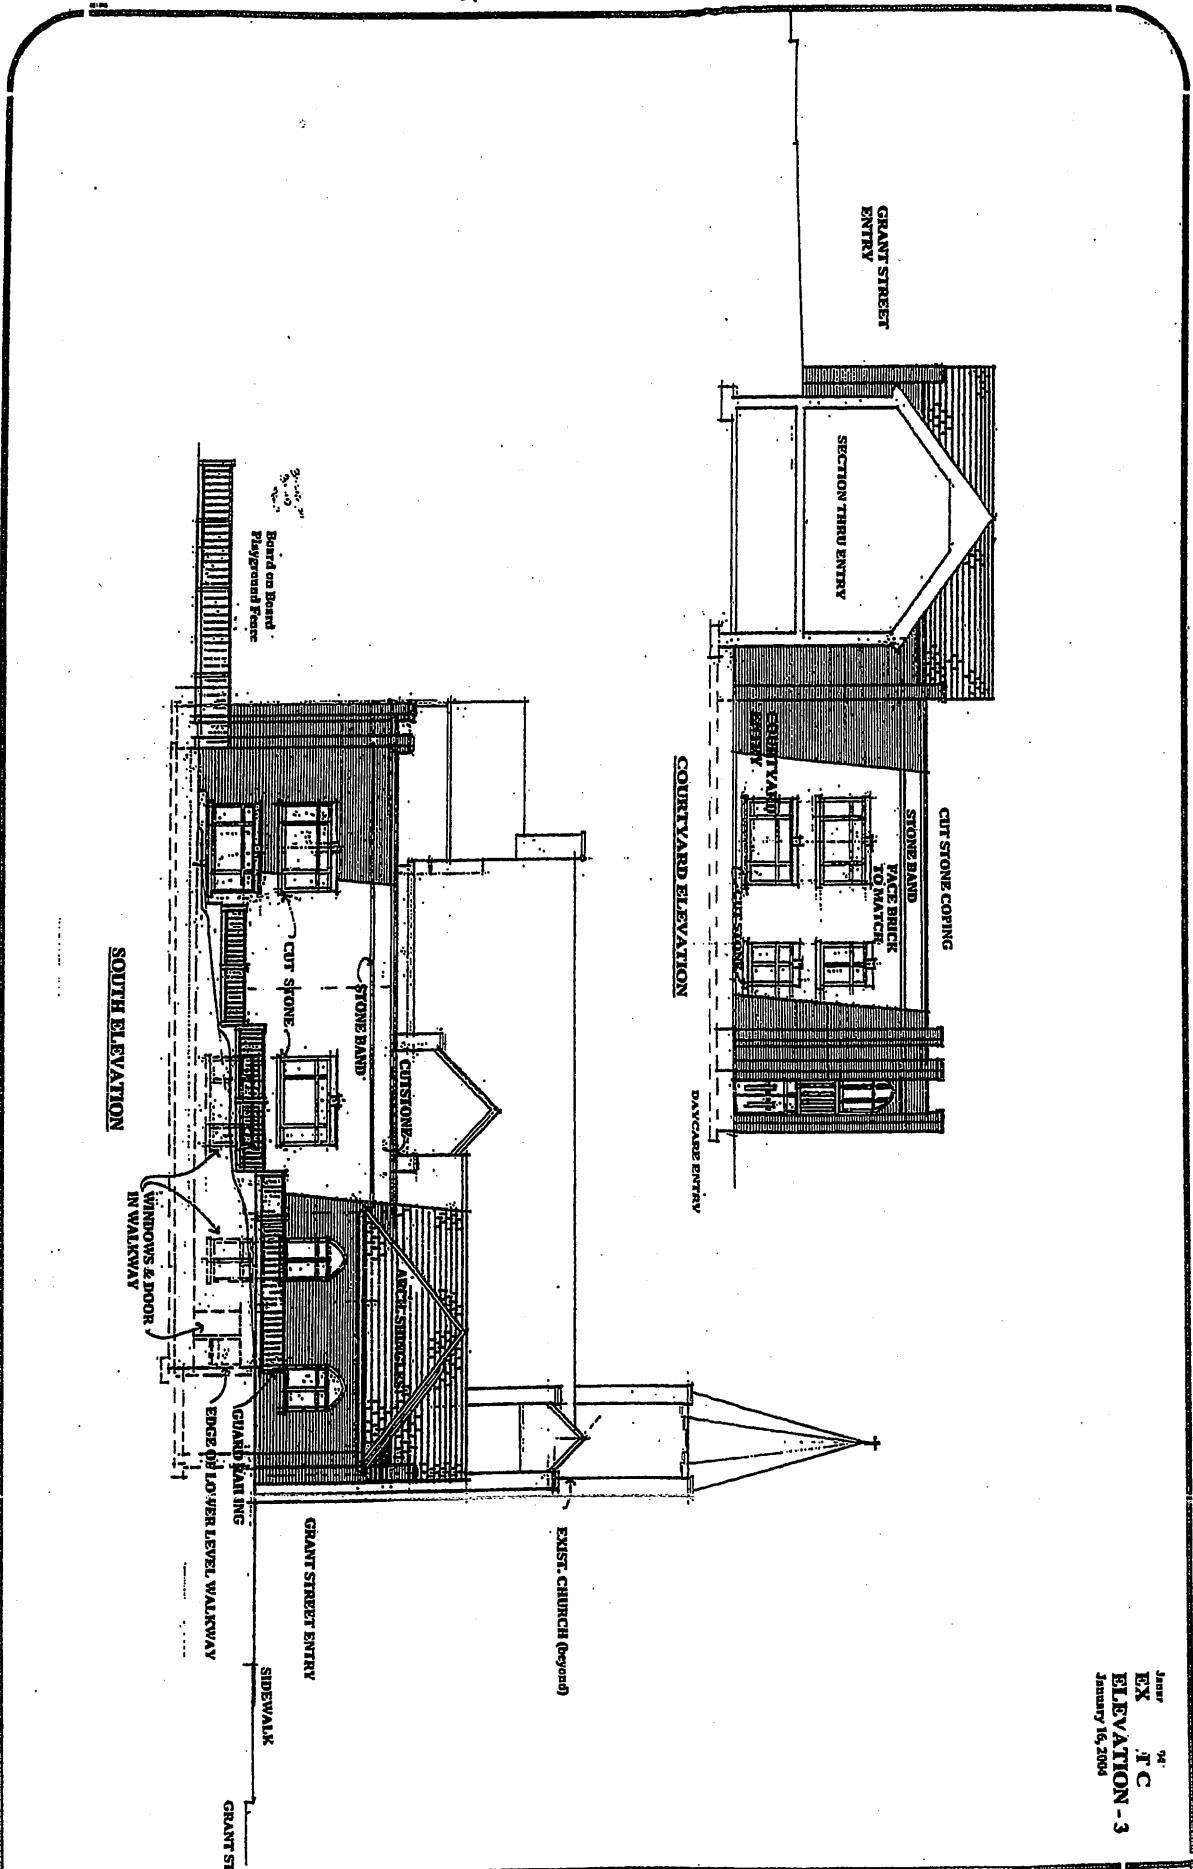 GRANT STREET
ENTRY
SECTION THRU ENTRY
COURTYARD
ENTRY
CUT STONE COPING
STONE BAND
FACE BRICK
TO MATCH
CUT STONE
COURTYARD ELEVATION
DAYCARE ENTRY
Board on Board
Playground Fence
CUT STONE
STONE BAND
CUTSTONE
ARCH SHINGLES
WINDOWS & DOOR
IN WALKWAY
GUARD RAILING
EDGE OF LOWER LEVEL WALKWAY
GRANT STREET ENTRY
EXIST. CHURCH (beyond)
SIDEWALK
GRANT ST
SOUTH ELEVATION
EX
ELEVATION - 3
January 16, 2004